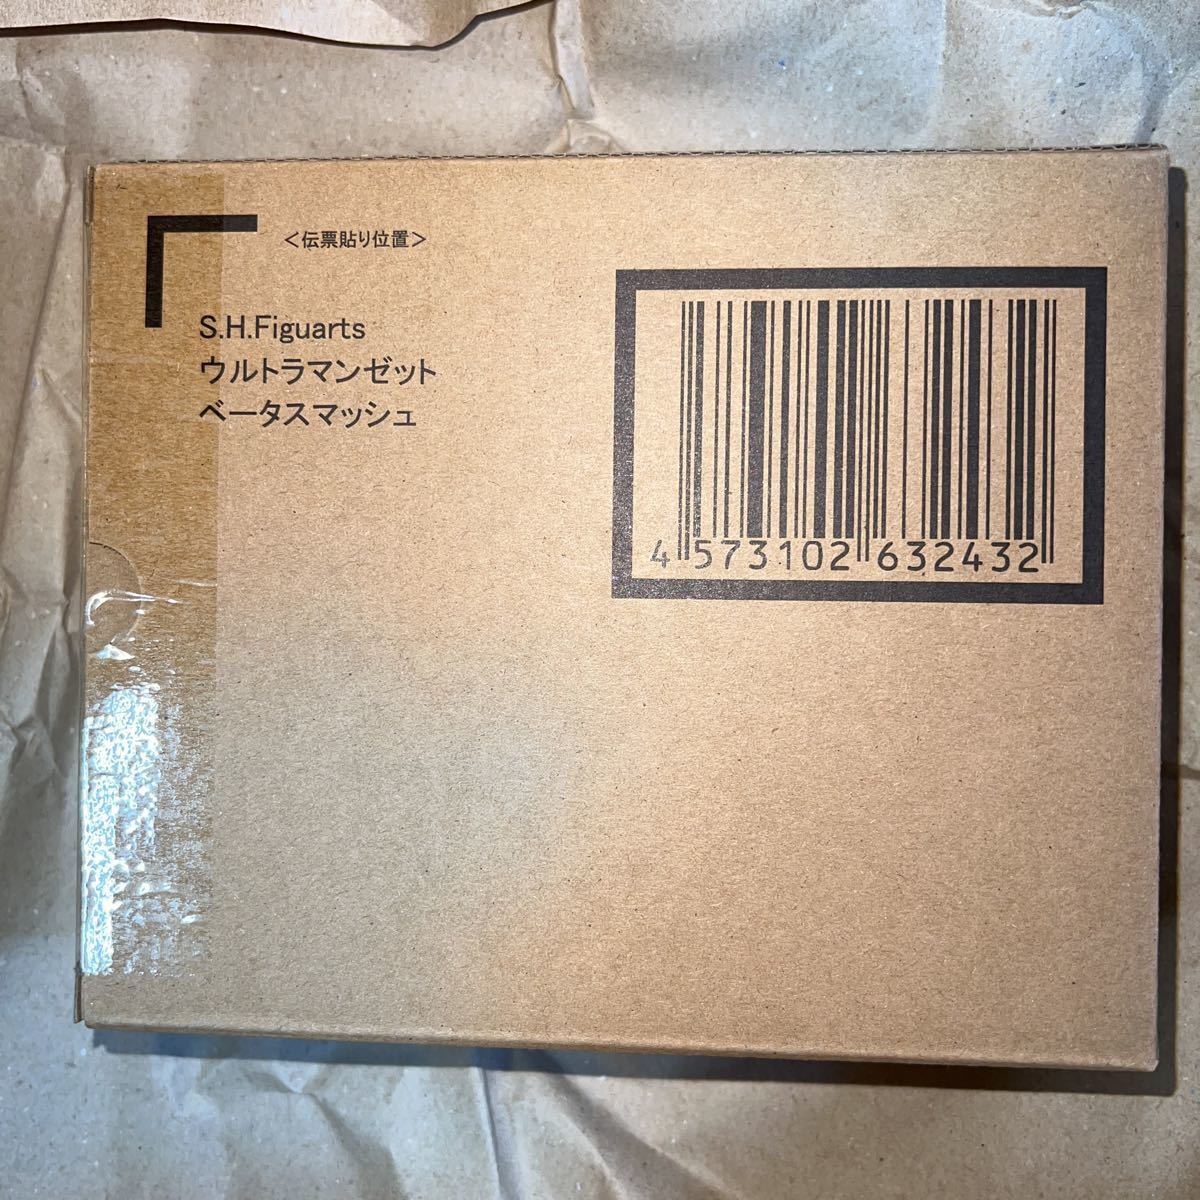 ＜伝票貼り位置＞
S.H.Figuarts
ウルトラマンゼット
ベータスマッシュ
4 573102 632432